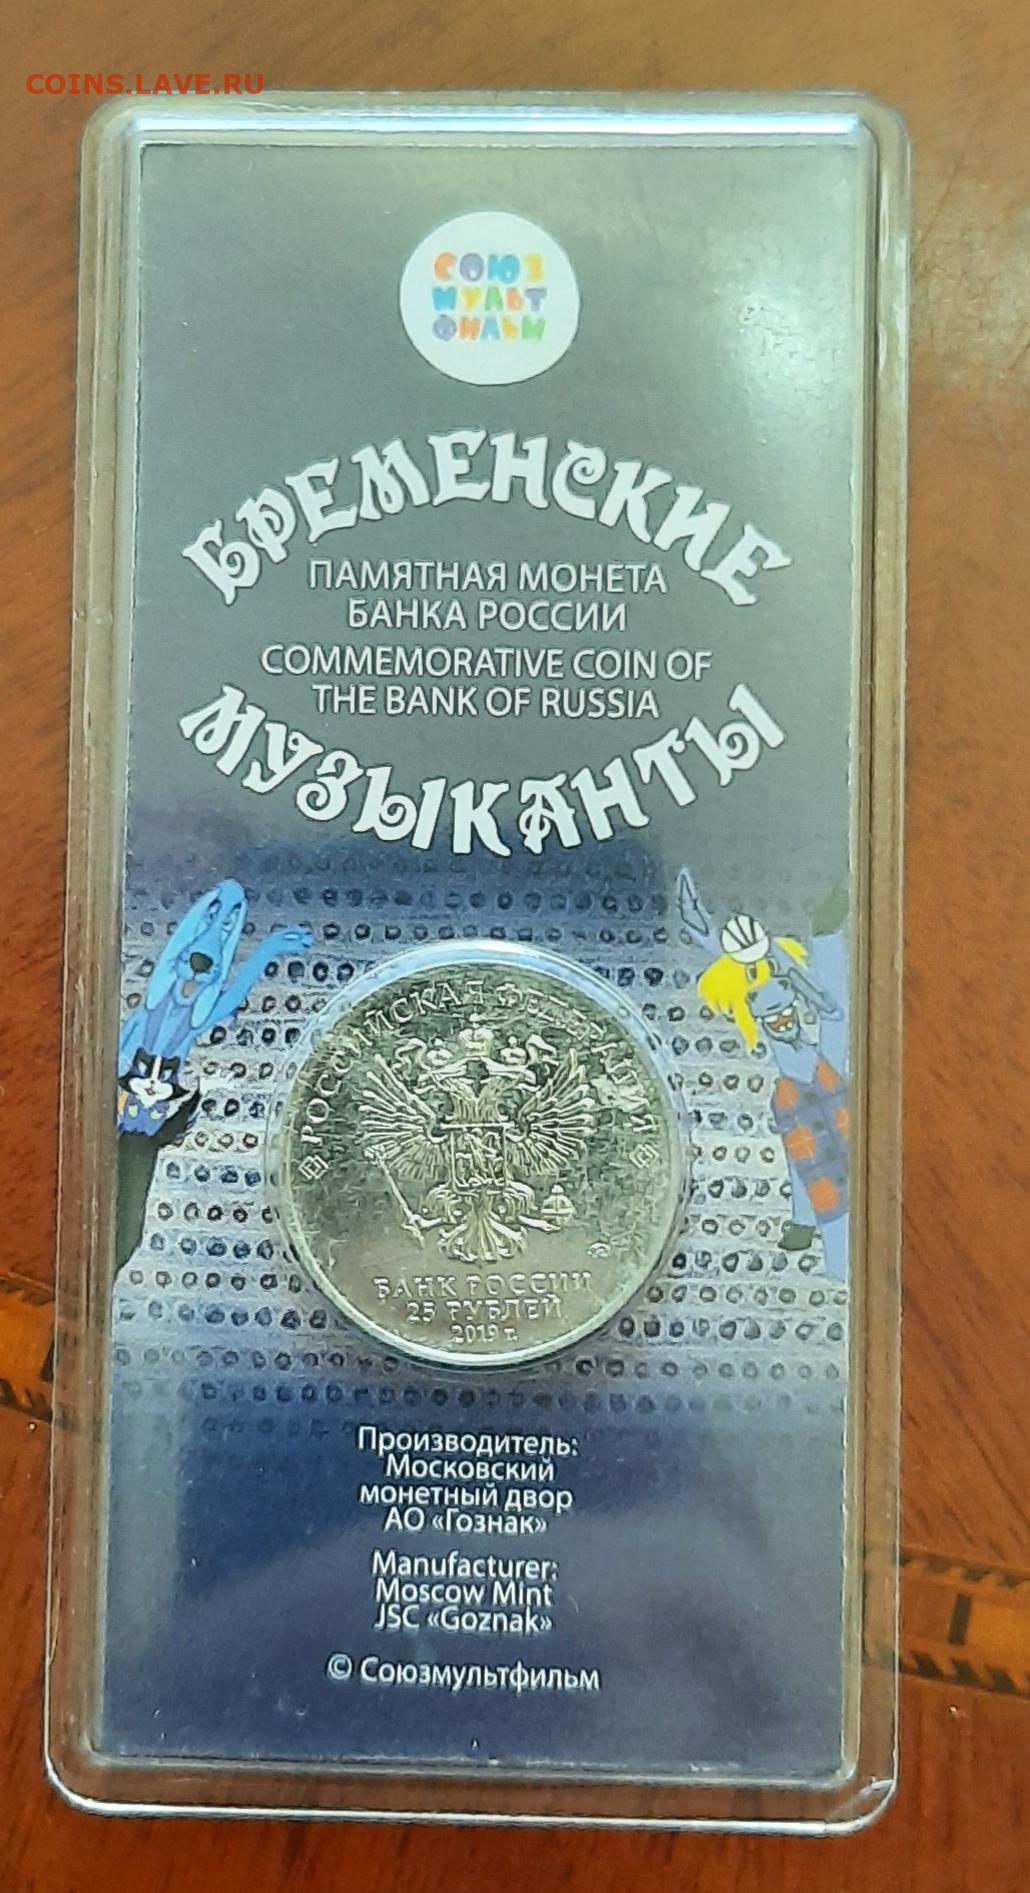 COINS.LAVE.RU
СОЮЗ
МУЛЬТ
ФИЛЬМ
БРЕМЕНСКИЕ
ПАМЯТНАЯ МОНЕТА
БАНКА РОССИИ
COMMEMORATIVE COIN OF
THE BANK OF RUSSIA
МУЗЫКАНТЫ
РОССИЙСКАЯ ФЕДЕРАЦИЯ
БАНК РОССИИ
25 РУБЛЕЙ
2019 г.
Производитель:
Московский
монетный двор
АО «Гознак»
Manufacturer:
Moscow Mint
JSC «Goznak»
© Союзмультфильм